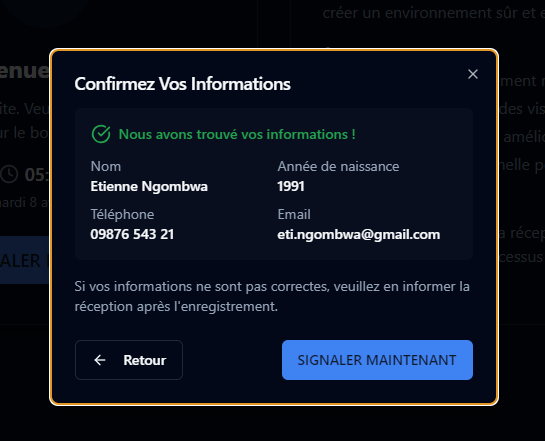 créer un environnement sûr et e
Confirmez Vos Informations
Nous avons trouvé vos informations !
Nom
Année de naissance
Etienne Ngombwa
1991
Téléphone
Email
09876 543 21
eti.ngombwa@gmail.com
Si vos informations ne sont pas correctes, veuillez en informer la
réception après l'enregistrement.
Retour
SIGNALER MAINTENANT
enue
ite. Veu
ur le bo
05:
ardi 8 a
ALER
ment
des vis
amélio
nelle p
a récep
cessus